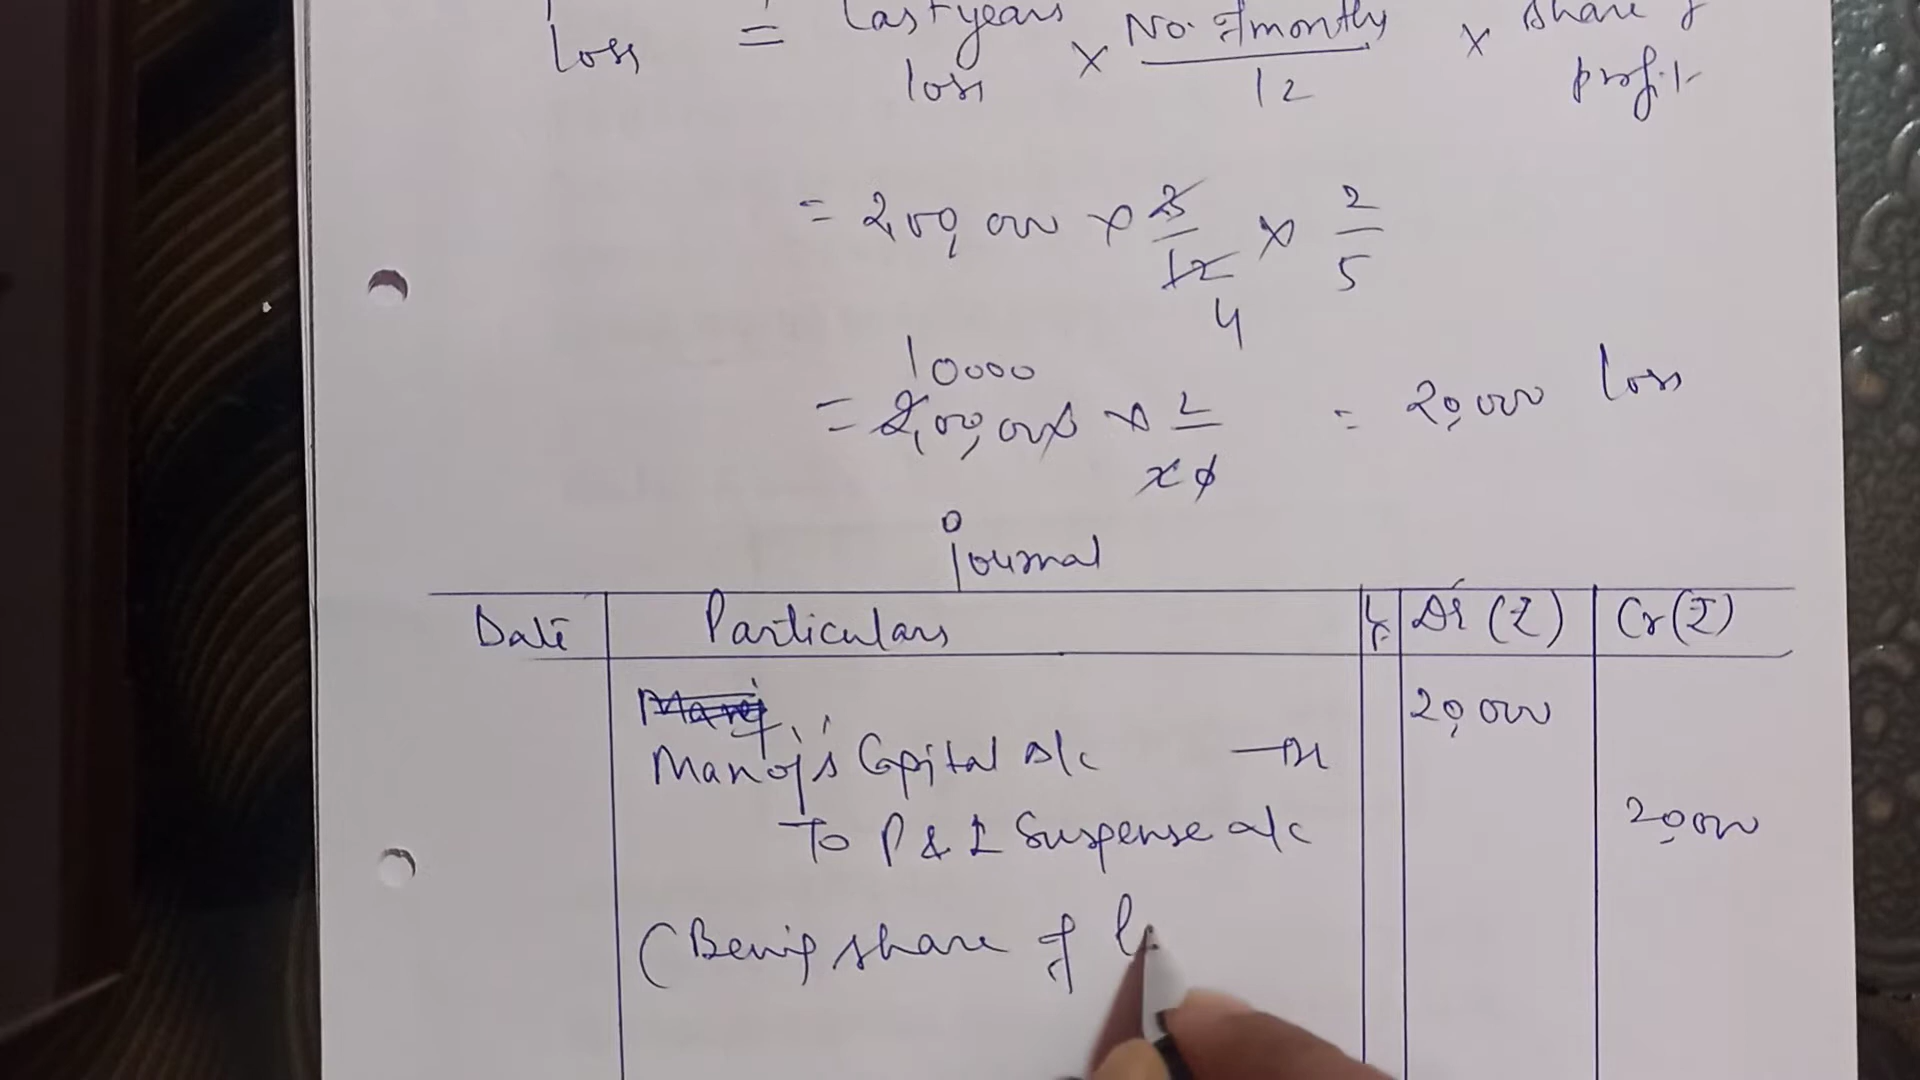 loss = last years loss × No. of months / 12 × share of profit
= 2,00,000 × 3/12 × 2/5
4
10000
= 2,00,000 × 2/20 = 20,000 loss
Journal
Date Particulars L.F. Dr (₹) Cr (₹)
Manoj 20,000
Manoj's Capital A/c — Dr
To P & L Suspense a/c 20,000
(Being share of